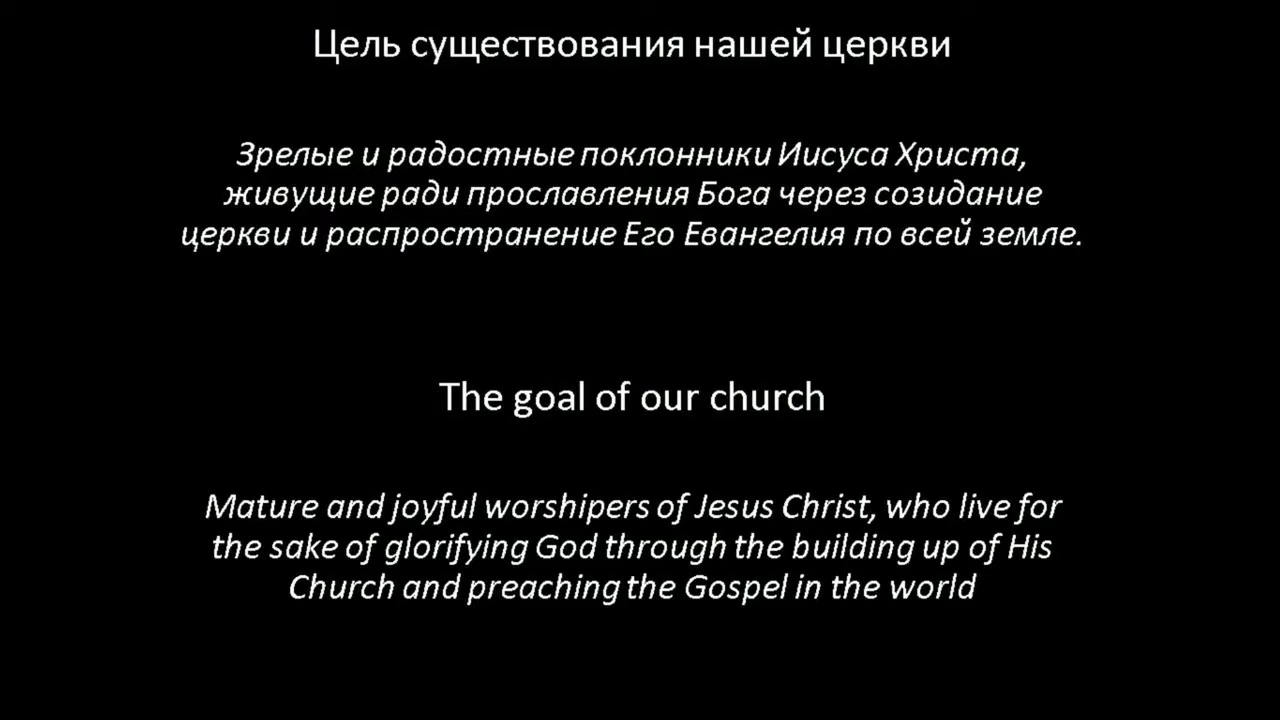 Цель существования нашей церкви
Зрелые и радостные поклонники Иисуса Христа,
живущие ради прославления Бога через созидание
церкви и распространение Его Евангелия по всей земле.
The goal of our church
Mature and joyful worshipers of Jesus Christ, who live for
the sake of glorifying God through the building up of His
Church and preaching the Gospel in the world